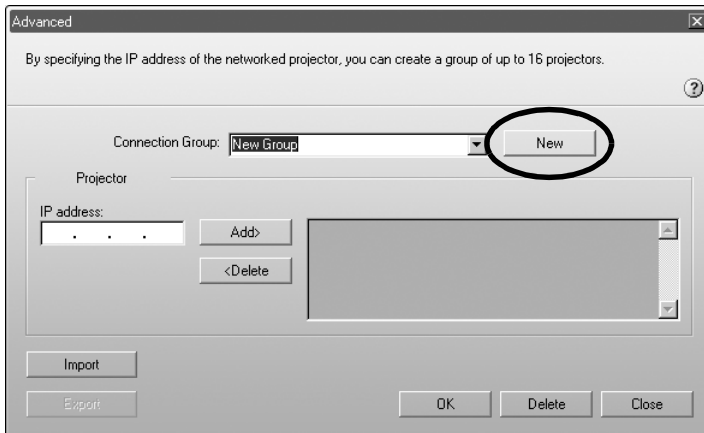 Advanced
By specifying the IP address of the networked projector, you can create a group of up to 16 projectors.
?
Connection Group: New Group New
Projector
IP address:
. . .
Add>
<Delete
Import
Export OK Delete Close